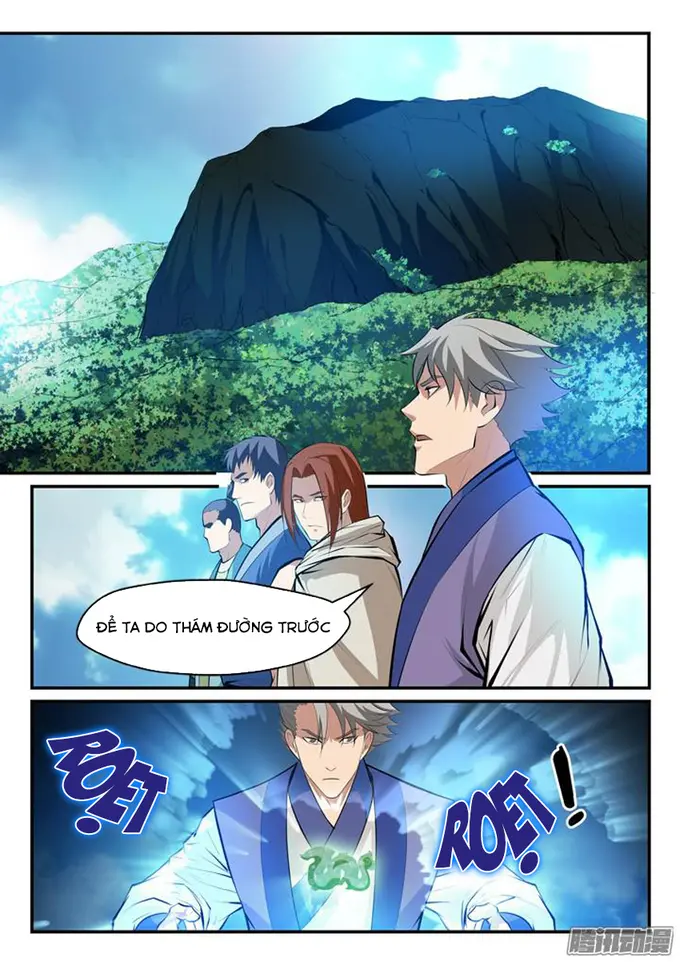 ĐỂ TA DO THÁM ĐƯỜNG TRƯỚC
ROẸT
ROẸT!
腾讯动漫